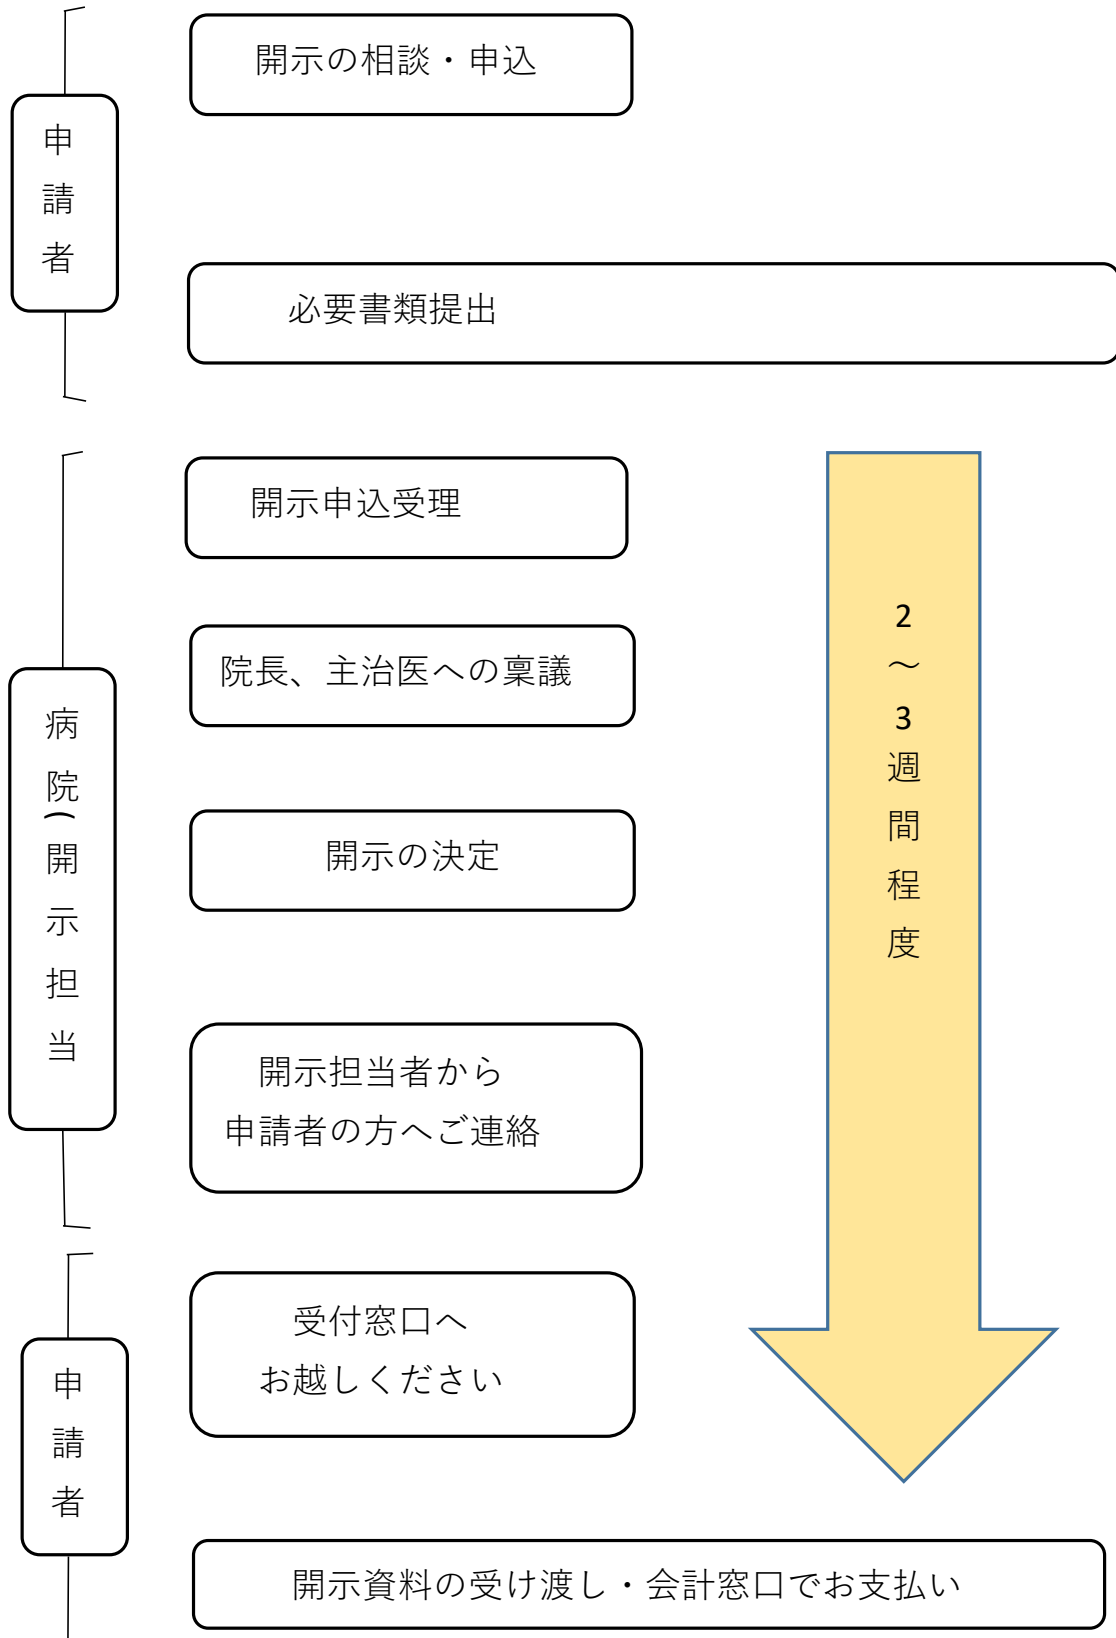 申請者
開示の相談・申込
必要書類提出
病院(開示担当
開示申込受理
院長、主治医への稟議
開示の決定
開示担当者から
申請者の方へご連絡
2～3週間程度
申請者
受付窓口へ
お越しください
開示資料の受け渡し・会計窓口でお支払い